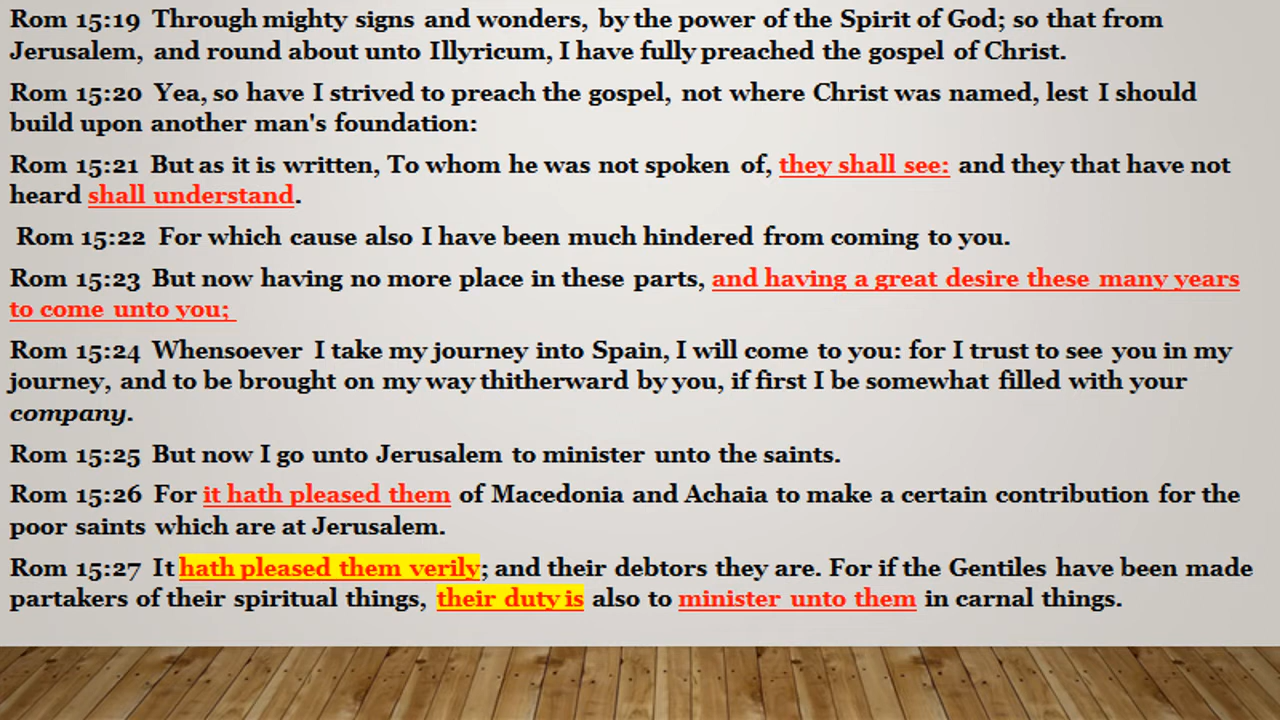 Rom 15:19 Through mighty signs and wonders, by the power of the Spirit of God; so that from
Jerusalem, and round about unto Illyricum, I have fully preached the gospel of Christ.
Rom 15:20 Yea, so have I strived to preach the gospel, not where Christ was named, lest I should
build upon another man's foundation:
Rom 15:21 But as it is written, To whom he was not spoken of, they shall see: and they that have not
heard shall understand.
Rom 15:22 For which cause also I have been much hindered from coming to you.
Rom 15:23 But now having no more place in these parts, and having a great desire these many years
to come unto you;
Rom 15:24 Whensoever I take my journey into Spain, I will come to you: for I trust to see you in my
journey, and to be brought on my way thitherward by you, if first I be somewhat filled with your
company.
Rom 15:25 But now I go unto Jerusalem to minister unto the saints.
Rom 15:26 For it hath pleased them of Macedonia and Achaia to make a certain contribution for the
poor saints which are at Jerusalem.
Rom 15:27 It hath pleased them verily; and their debtors they are. For if the Gentiles have been made
partakers of their spiritual things, their duty is also to minister unto them in carnal things.